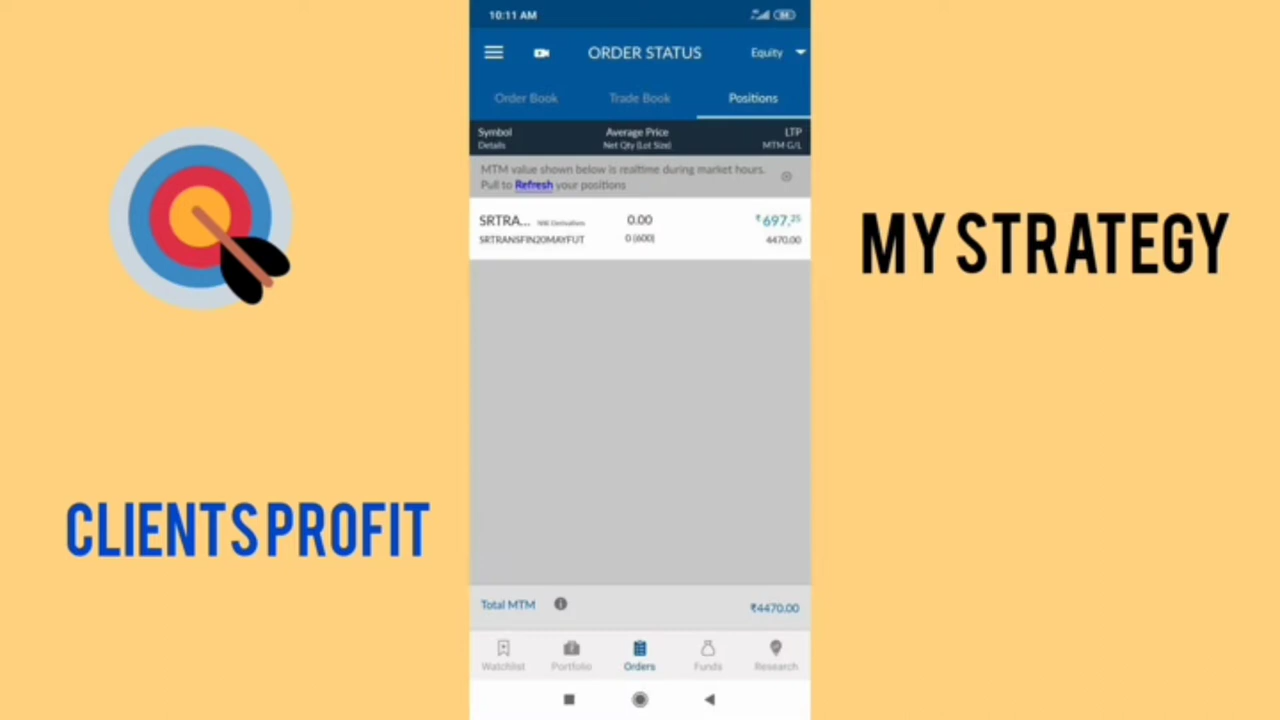 10:11 AM
84
ORDER STATUS
Equity
Order Book
Trade Book
Positions
Symbol
Average Price
LTP
Details
Net Qty (Lot Size)
MTM G/L
MTM value shown below is realtime during market hours.
Pull to Refresh your positions
SRTRA... NSE Derivatives
0.00
₹697.25
SRTRANSFIN20MAYFUT
0 (600)
4470.00
MY STRATEGY
CLIENTS PROFIT
Total MTM
₹4470.00
Watchlist
Portfolio
Orders
Funds
Research